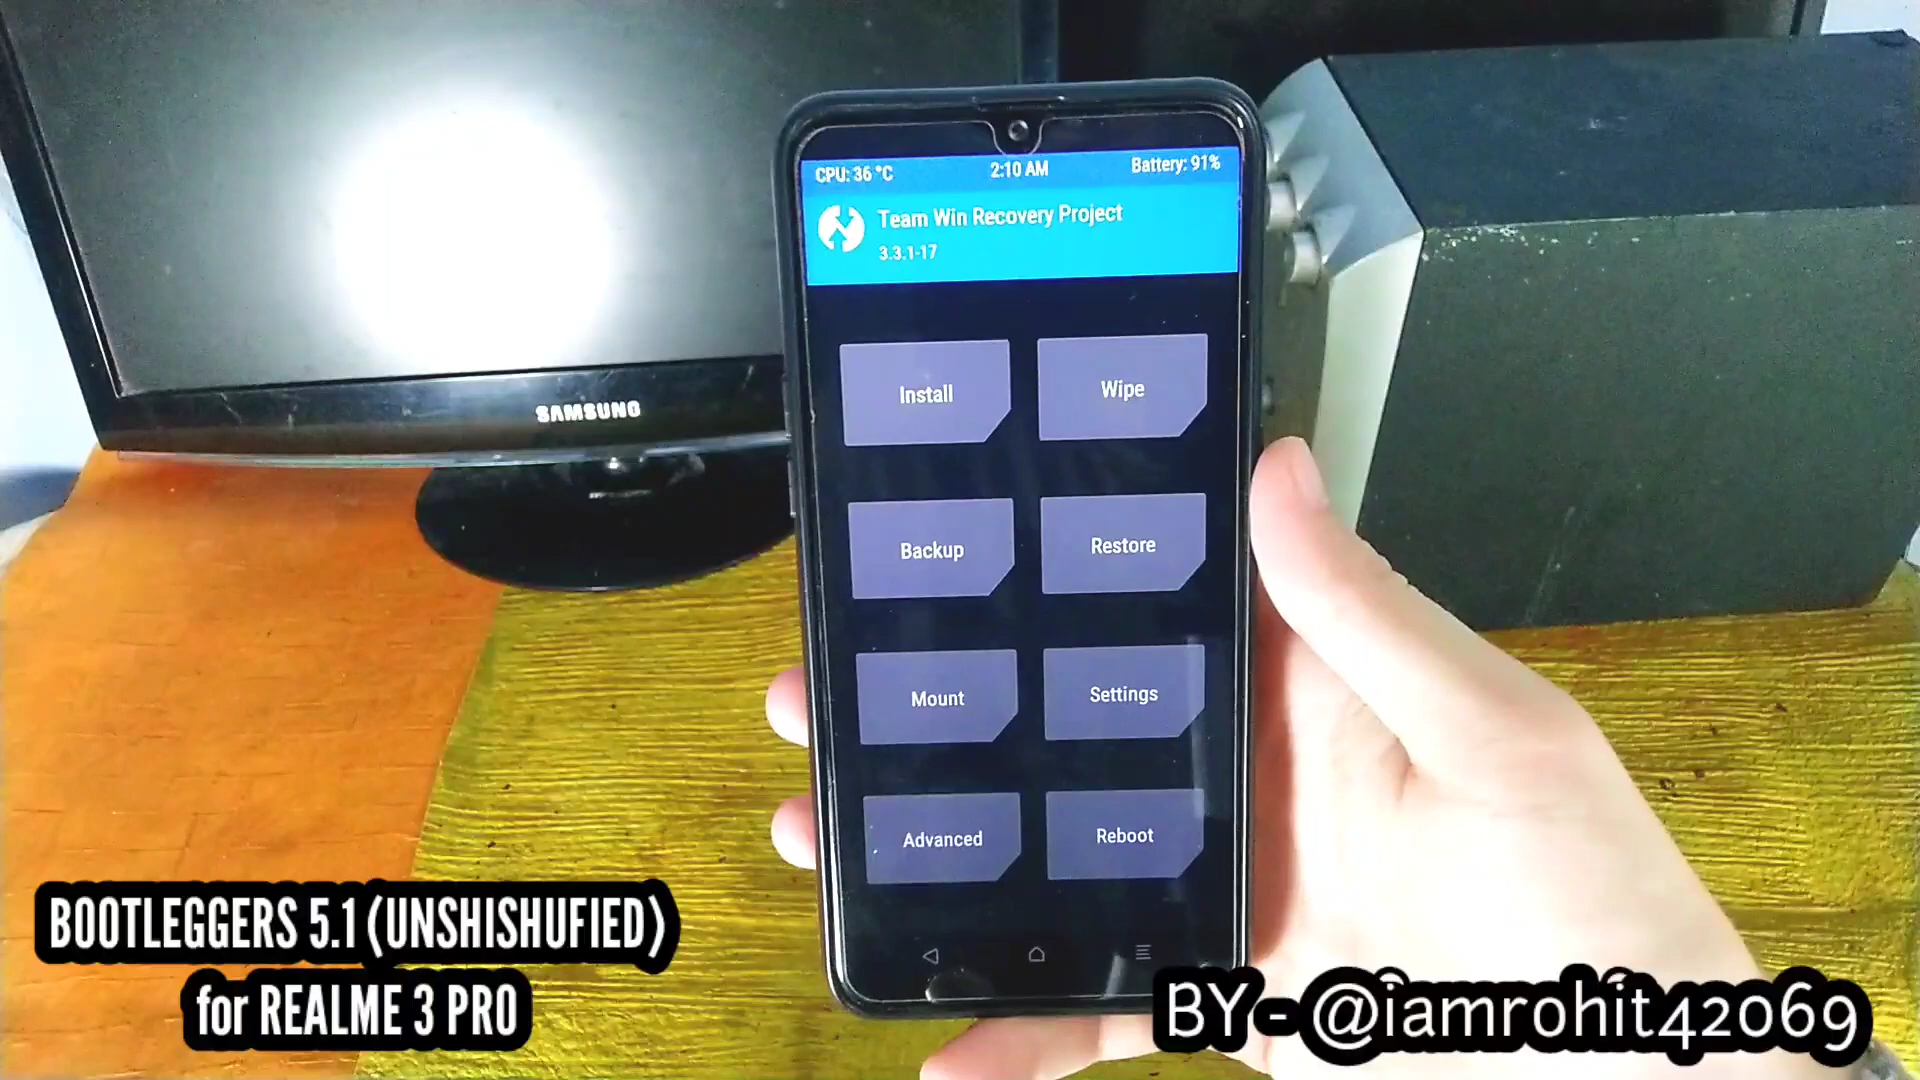 SAMSUNG
CPU: 36 °C 2:10 AM Battery: 91%
Team Win Recovery Project
3.3.1-17
Install Wipe
Backup Restore
Mount Settings
Advanced Reboot
BOOTLEGGERS 5.1 (UNSHISHUFIED)
for REALME 3 PRO
BY - @iamrohit42069